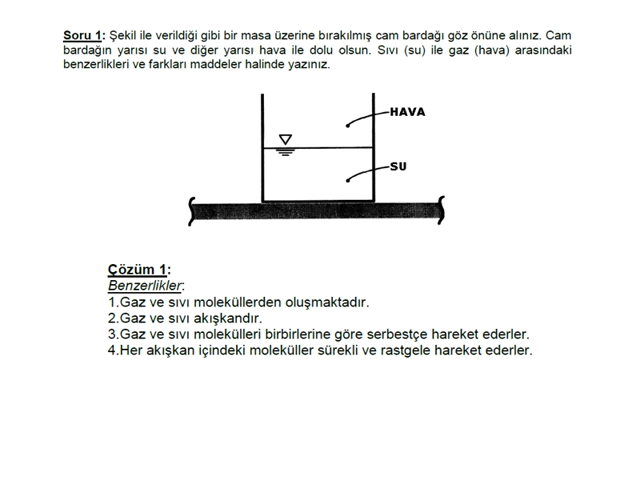 Soru 1: Şekil ile verildiği gibi bir masa üzerine bırakılmış cam bardağı göz önüne alınız. Cam
bardağın yarısı su ve diğer yarısı hava ile dolu olsun. Sıvı (su) ile gaz (hava) arasındaki
benzerlikleri ve farkları maddeler halinde yazınız.
HAVA
SU
Çözüm 1:
Benzerlikler:
1.Gaz ve sıvı moleküllerden oluşmaktadır.
2.Gaz ve sıvı akışkandır.
3.Gaz ve sıvı molekülleri birbirlerine göre serbestçe hareket ederler.
4.Her akışkan içindeki moleküller sürekli ve rastgele hareket ederler.